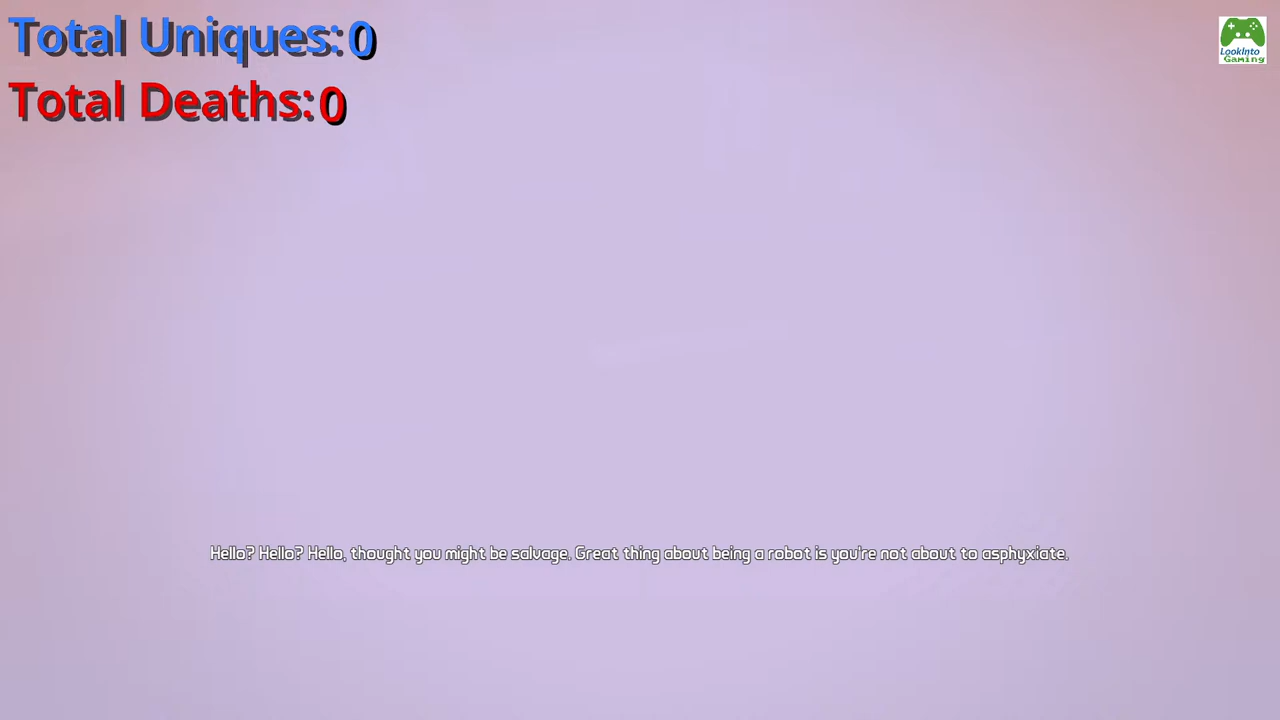 Total Uniques: 0
Total Deaths: 0
LookInto
Gaming
Hello? Hello? Hello, thought you might be salvage. Great thing about being a robot is you're not about to asphyxiate.